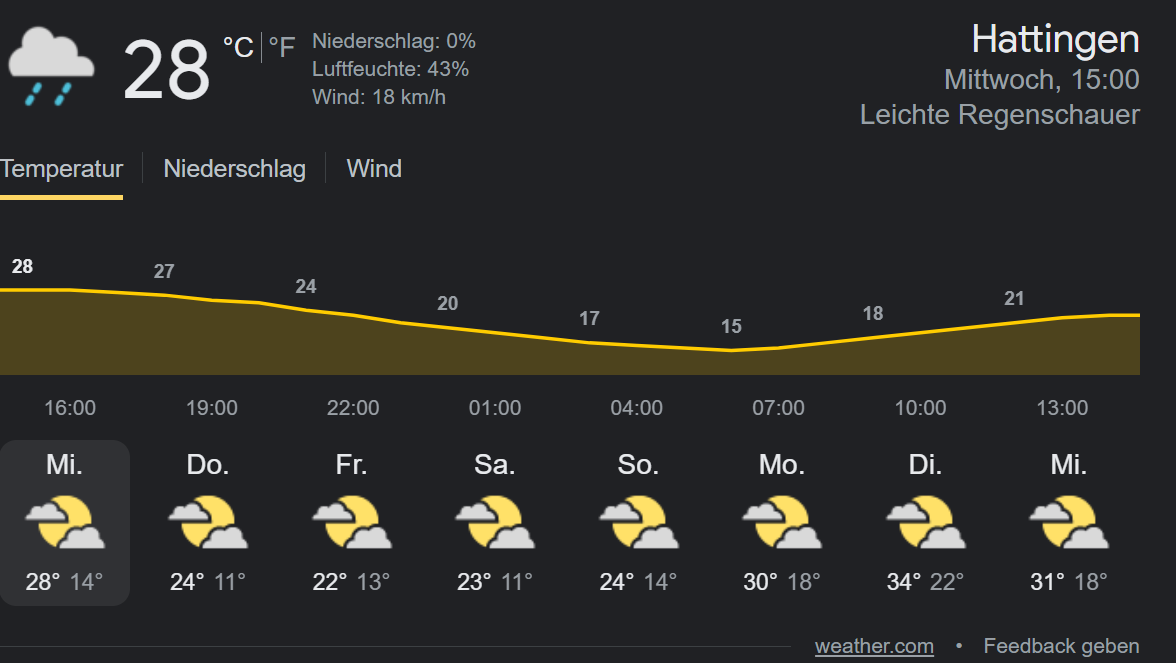 28 °C | °F
Niederschlag: 0%
Luftfeuchte: 43%
Wind: 18 km/h
Hattingen
Mittwoch, 15:00
Leichte Regenschauer
Temperatur
Niederschlag
Wind
28 27 24 20 17 15 18 21
16:00 19:00 22:00 01:00 04:00 07:00 10:00 13:00
Mi. Do. Fr. Sa. So. Mo. Di. Mi.
28° 14° 24° 11° 22° 13° 23° 11° 24° 14° 30° 18° 34° 22° 31° 18°
weather.com • Feedback geben